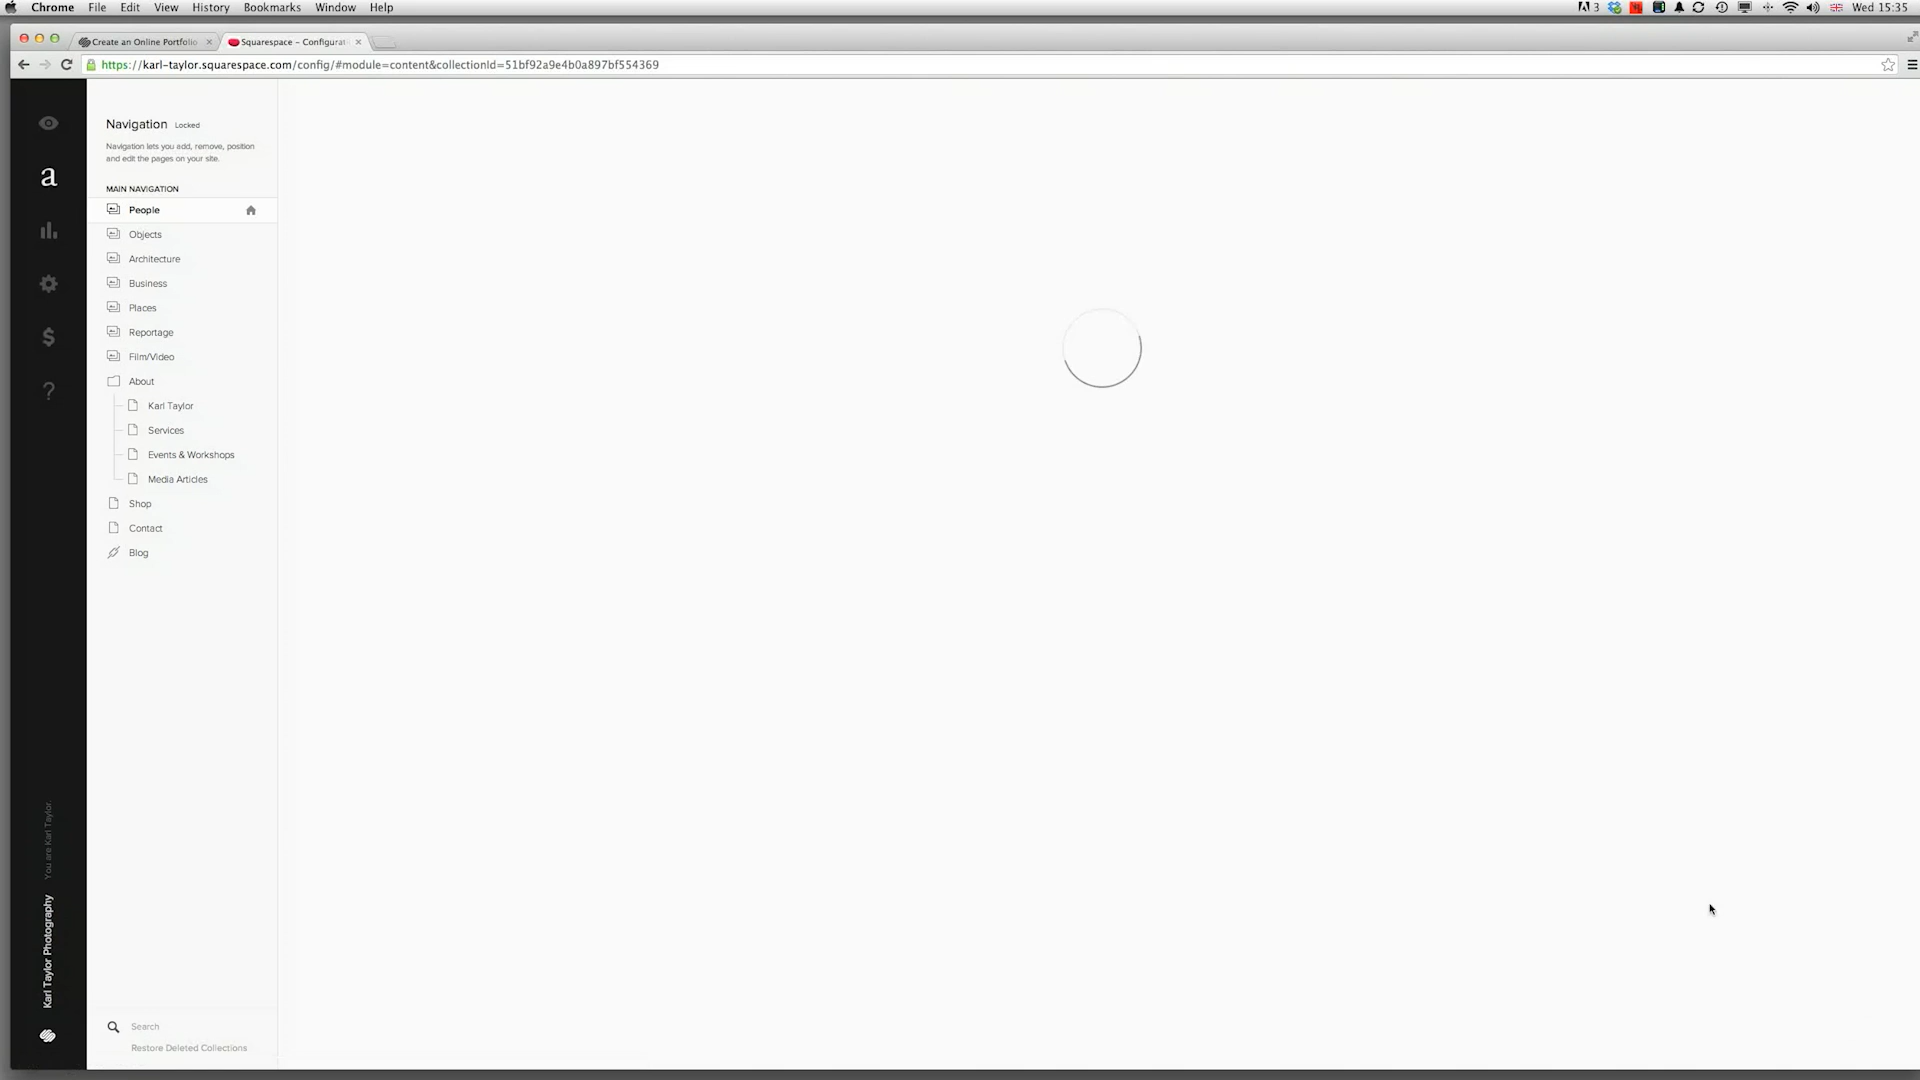 Chrome File Edit View History Bookmarks Window Help 3 Wed 15:35
Create an Online Portfolio Squarespace - Configurat
https://karl-taylor.squarespace.com/config/#module=content&collectionId=51bf92a9e4b0a897bf554369
a
$
?
You are Karl Taylor.
Karl Taylor Photography
Navigation Locked
Navigation lets you add, remove, position
and edit the pages on your site.
MAIN NAVIGATION
People
Objects
Architecture
Business
Places
Reportage
Film/Video
About
Karl Taylor
Services
Events & Workshops
Media Articles
Shop
Contact
Blog
Search
Restore Deleted Collections